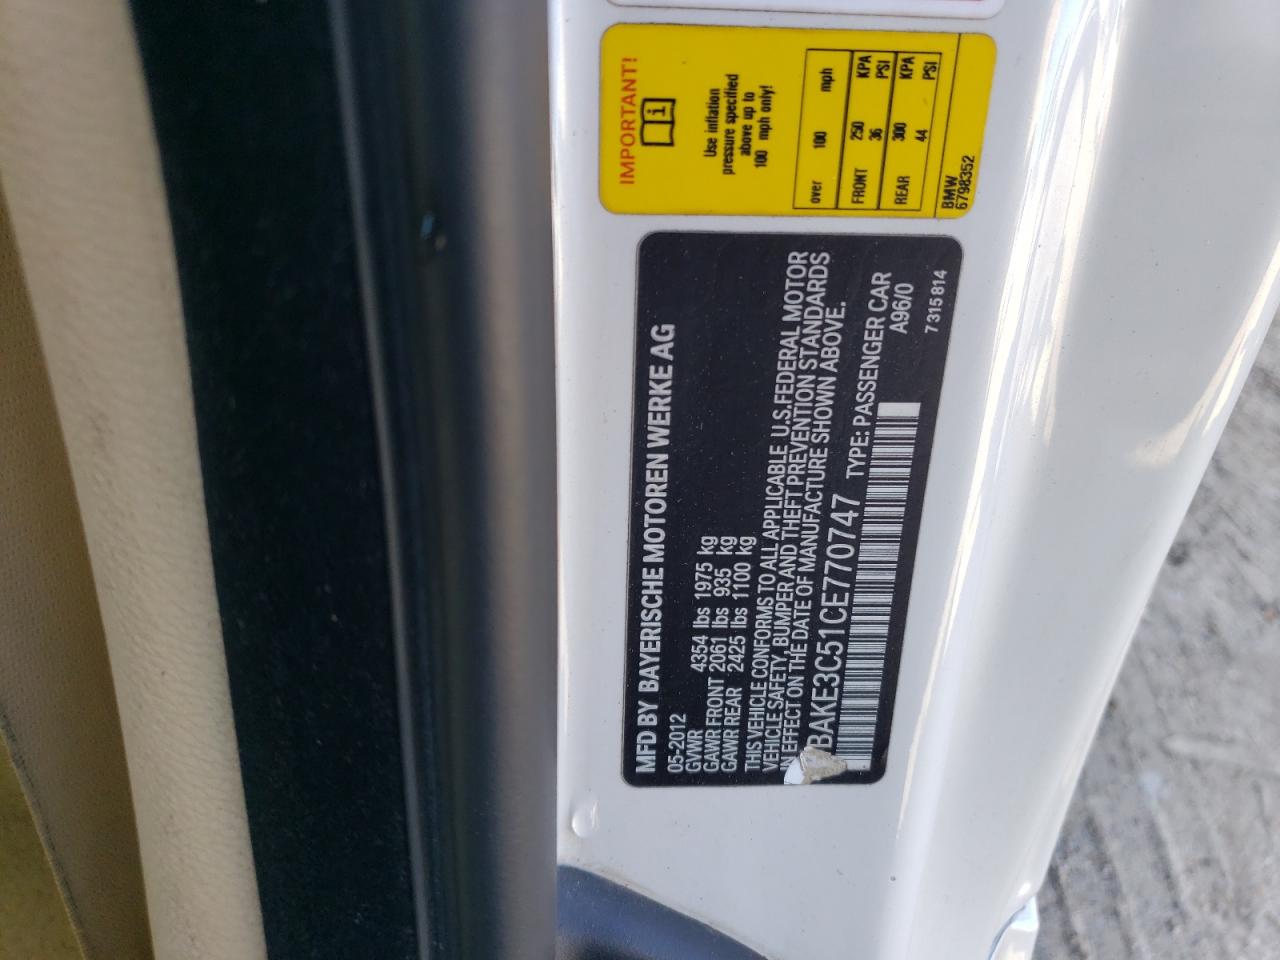 IMPORTANT!
Use inflation
pressure specified
above up to
100 mph only!
over 100 mph
FRONT 250 KPA
36 PSI
REAR 300 KPA
44 PSI
BMW
6798352
MFD BY BAYERISCHE MOTOREN WERKE AG
05-2012
GVWR 4354 lbs 1975 kg
GAWR FRONT 2061 lbs 935 kg
GAWR REAR 2425 lbs 1100 kg
THIS VEHICLE CONFORMS TO ALL APPLICABLE U.S. FEDERAL MOTOR
VEHICLE SAFETY, BUMPER AND THEFT PREVENTION STANDARDS
IN EFFECT ON THE DATE OF MANUFACTURE SHOWN ABOVE.
BAKE3C51CE770747 TYPE: PASSENGER CAR
A96/0
7315814